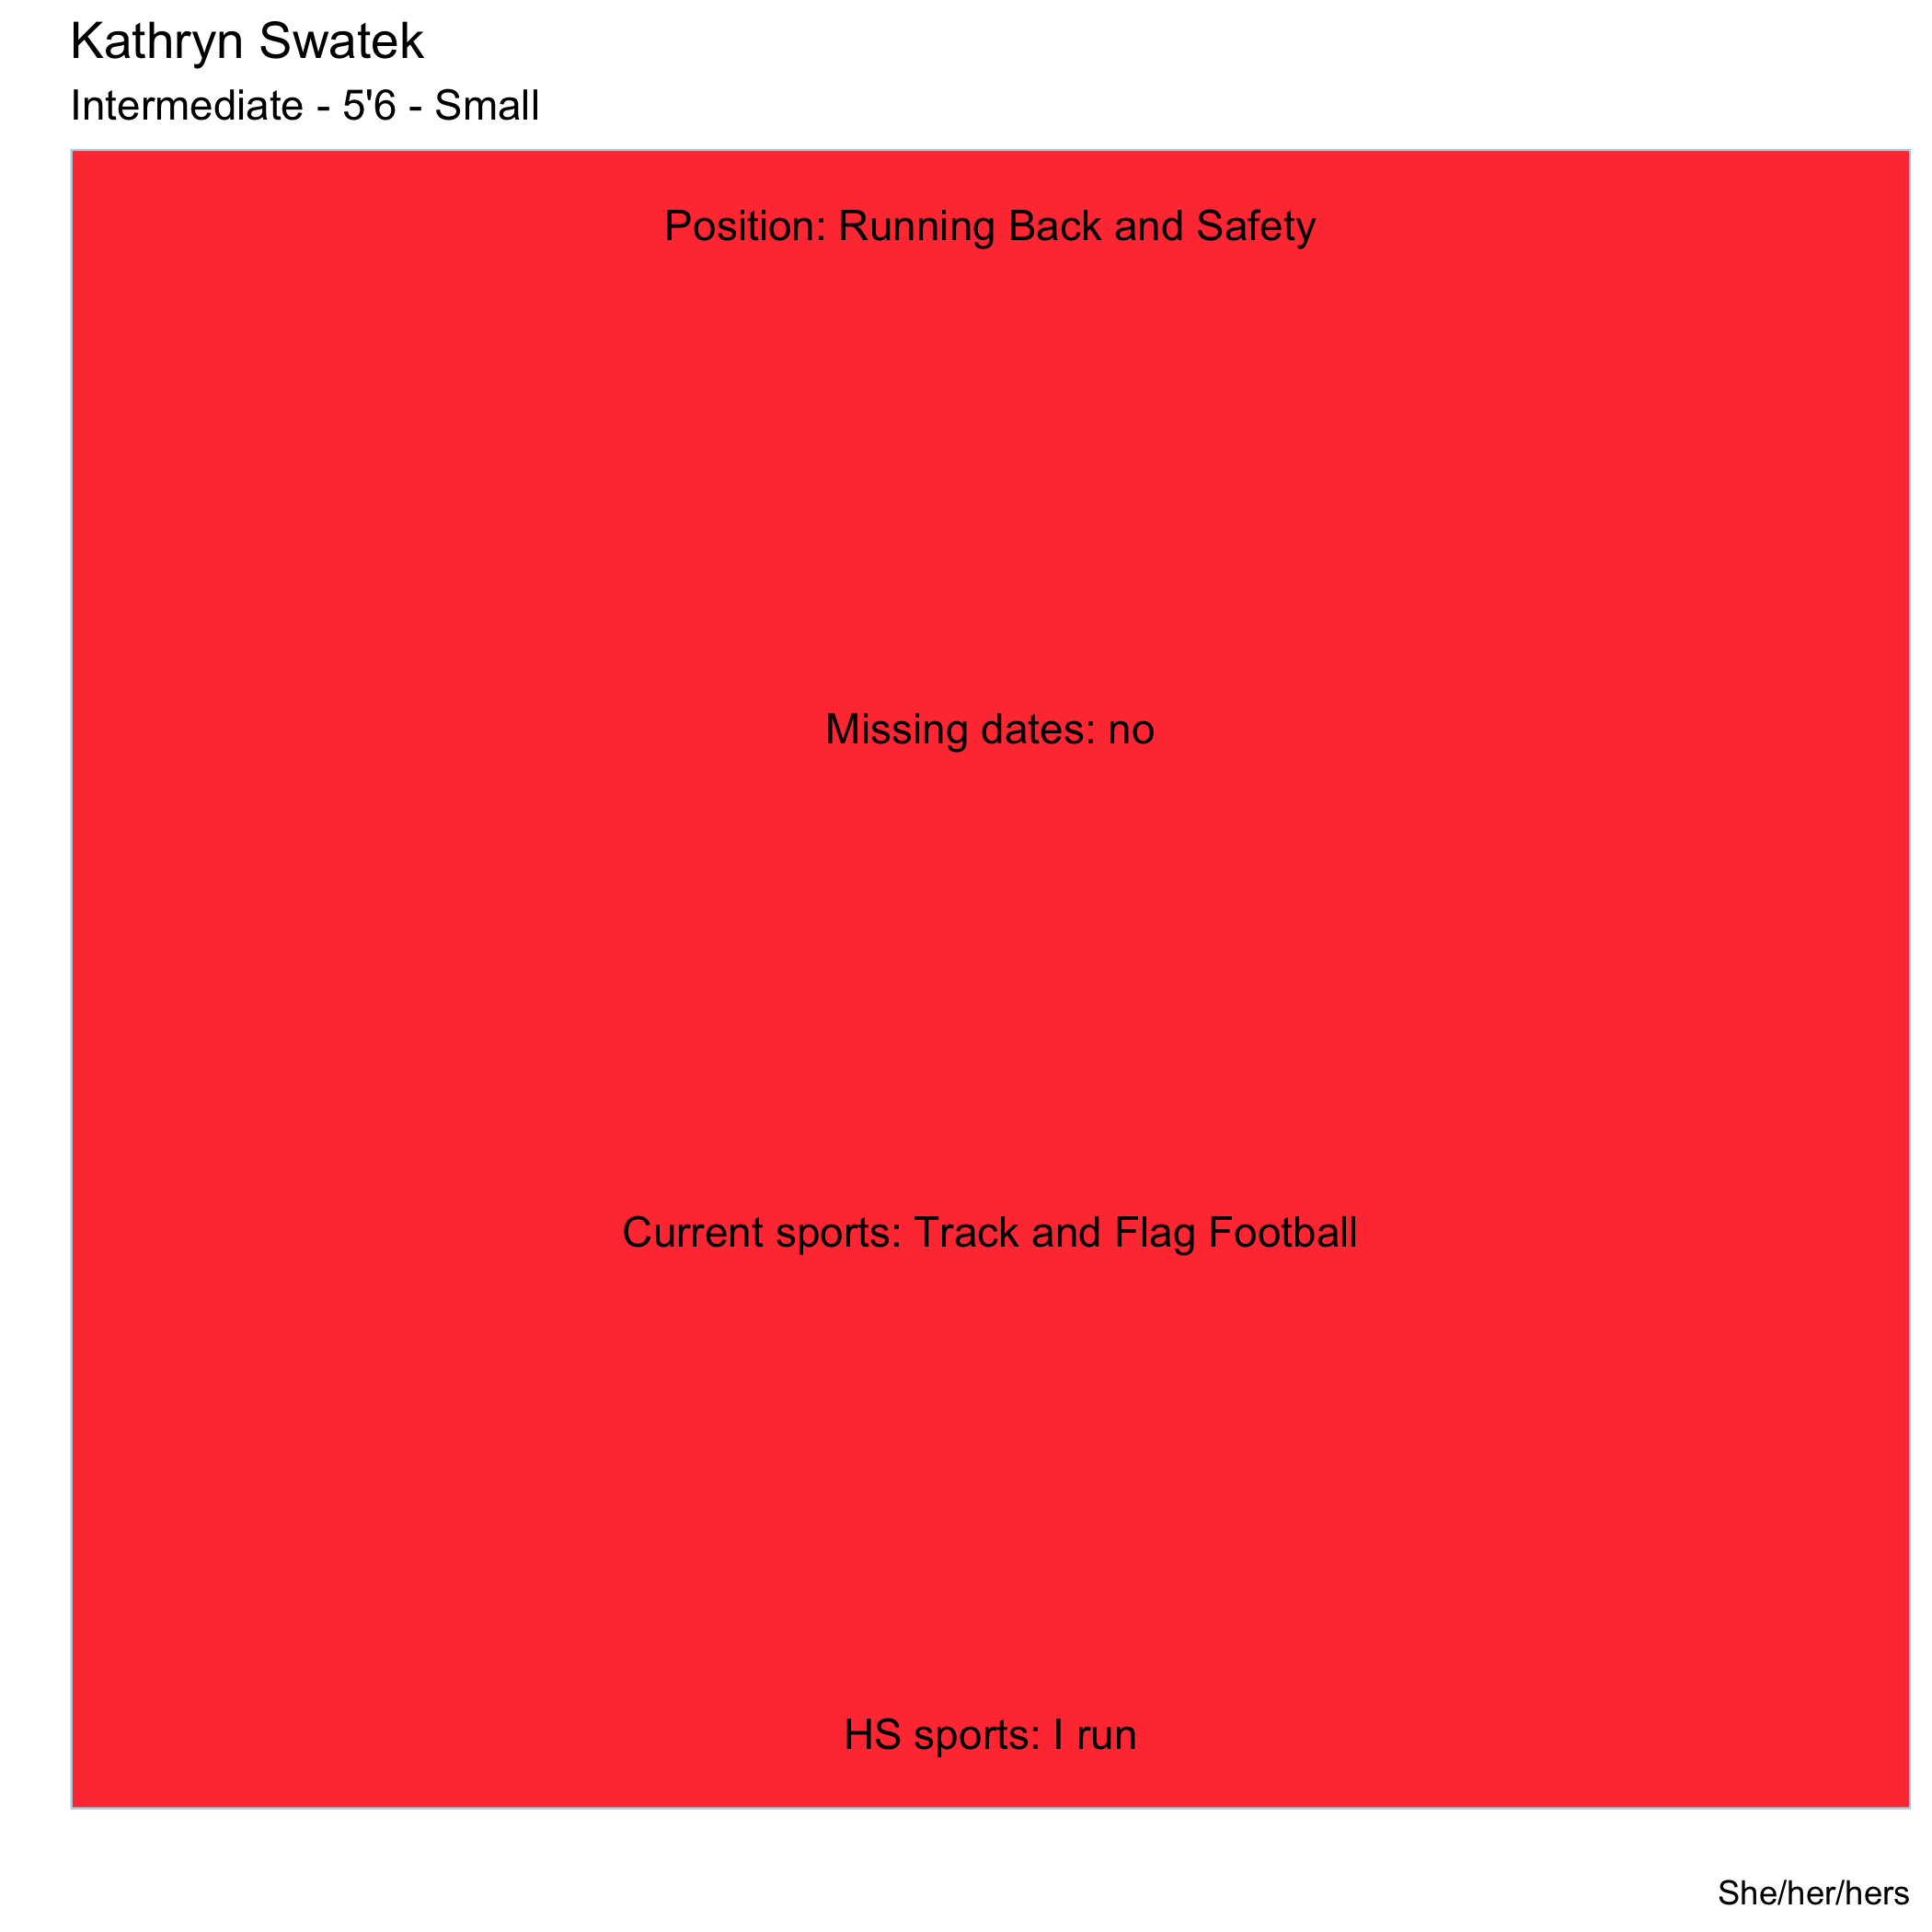 Kathryn Swatek
Intermediate - 5'6 - Small
Position: Running Back and Safety
Missing dates: no
Current sports: Track and Flag Football
HS sports: I run
She/her/hers